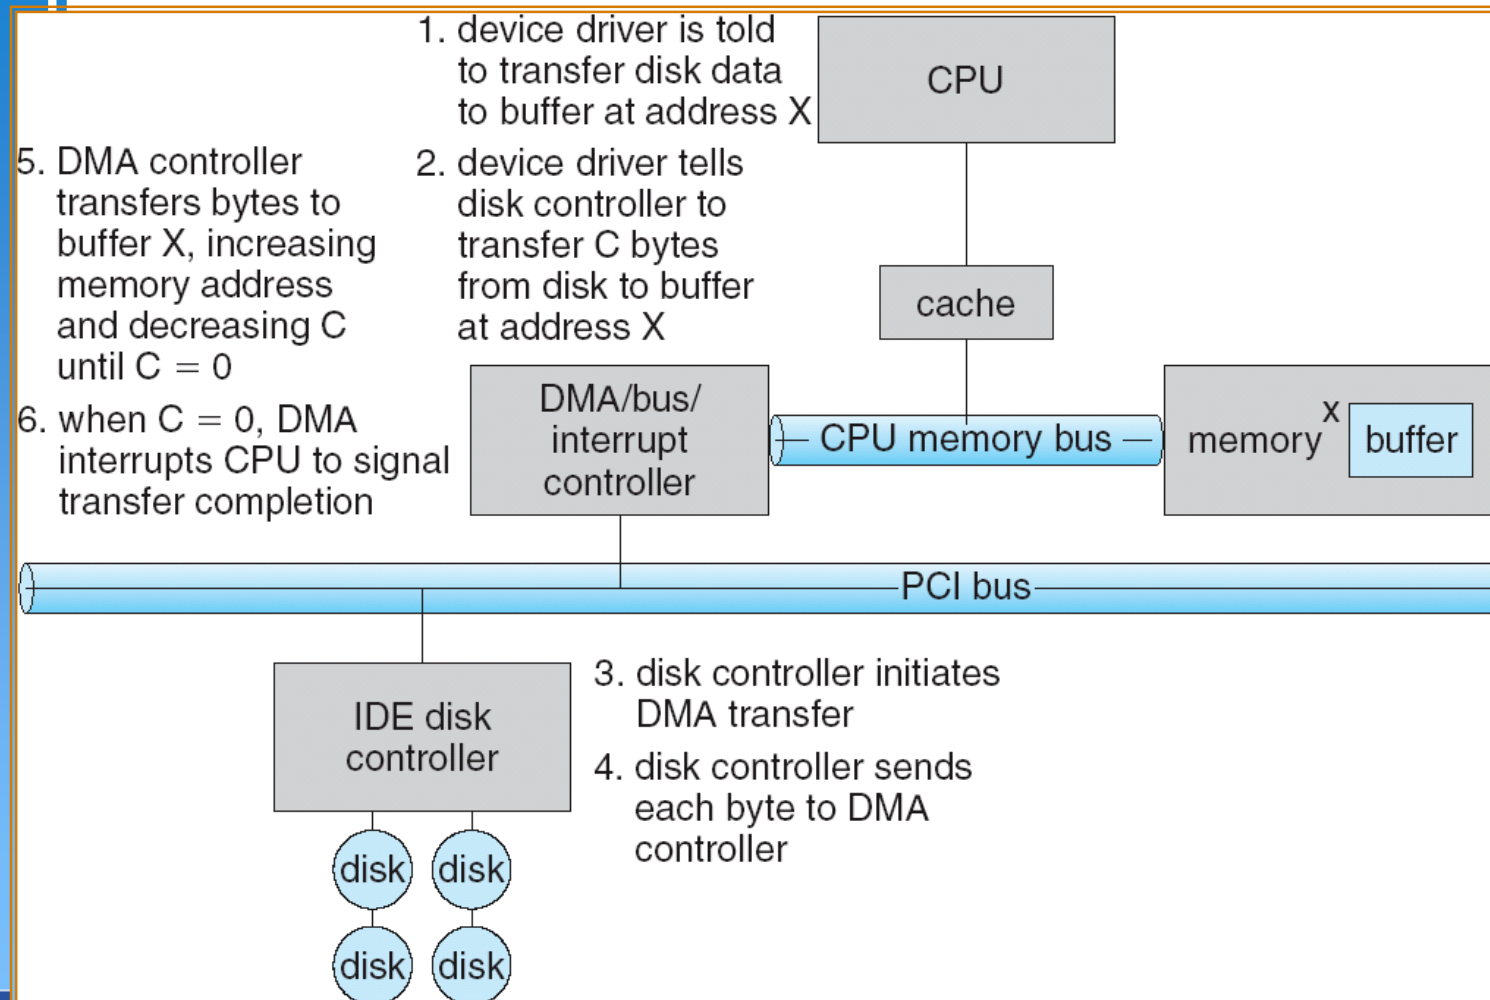 1. device driver is told
to transfer disk data
to buffer at address X
CPU
5. DMA controller
transfers bytes to
buffer X, increasing
memory address
and decreasing C
until C = 0
2. device driver tells
disk controller to
transfer C bytes
from disk to buffer
at address X
cache
6. when C = 0, DMA
interrupts CPU to signal
transfer completion
DMA/bus/
interrupt
controller
CPU memory bus
memory
X
buffer
PCI bus
IDE disk
controller
3. disk controller initiates
DMA transfer
4. disk controller sends
each byte to DMA
controller
disk
disk
disk
disk